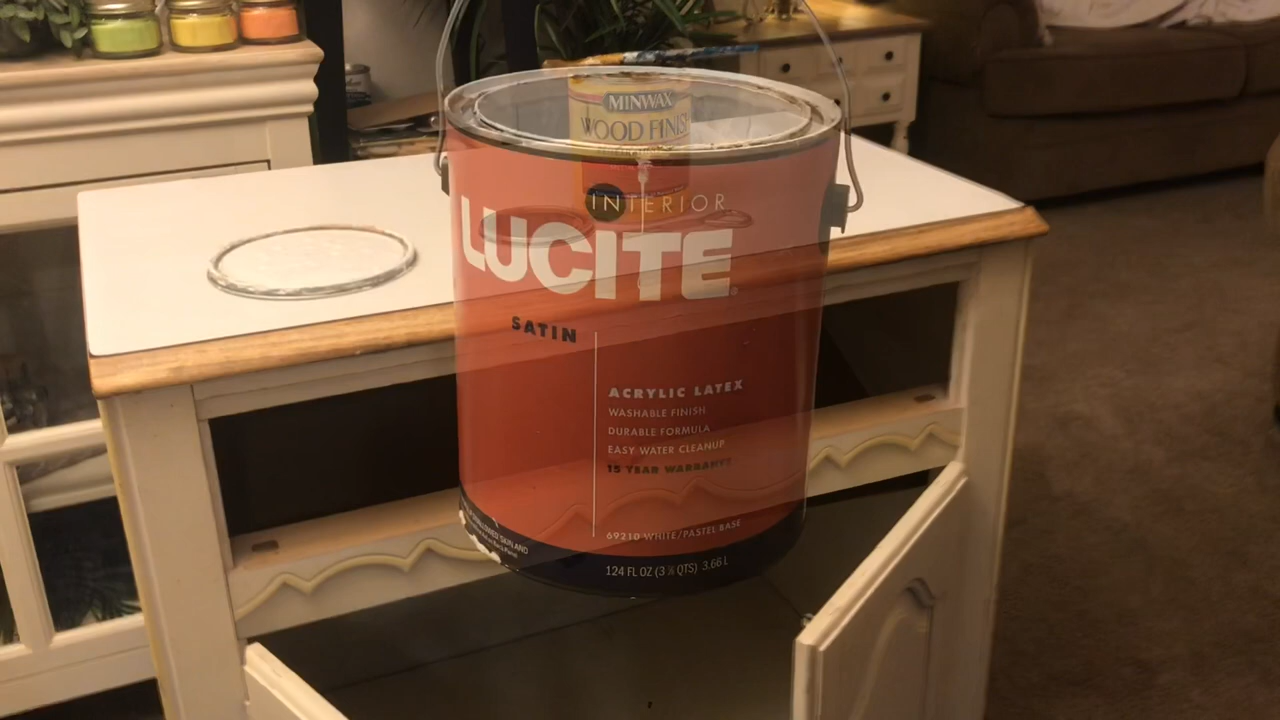 MINWAX
WOOD FINISH
INTERIOR
LUCITE
SATIN
ACRYLIC LATEX
WASHABLE FINISH
DURABLE FORMULA
EASY WATER CLEANUP
15 YEAR WARRANTY
69210 WHITE/PASTEL BASE
124 FL OZ (3 ⅞ QTS) 3.66 L